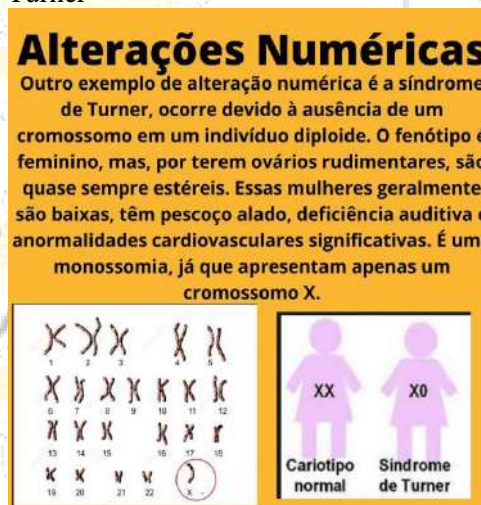 Turner
Alterações Numéricas
Outro exemplo de alteração numérica é a síndrome
de Turner, ocorre devido à ausência de um
cromossomo em um indivíduo diploide. O fenótipo é
feminino, mas, por terem ovários rudimentares, são
quase sempre estéreis. Essas mulheres geralmente
são baixas, têm pescoço alado, deficiência auditiva e
anormalidades cardiovasculares significativas. É um
monossomia, já que apresentam apenas um
cromossomo X.
1 2 3 4 5
6 7 8 9 10 11 12
13 14 15 16 17 18
19 20 21 22 X
XX X0
Cariotipo normal
Síndrome de Turner